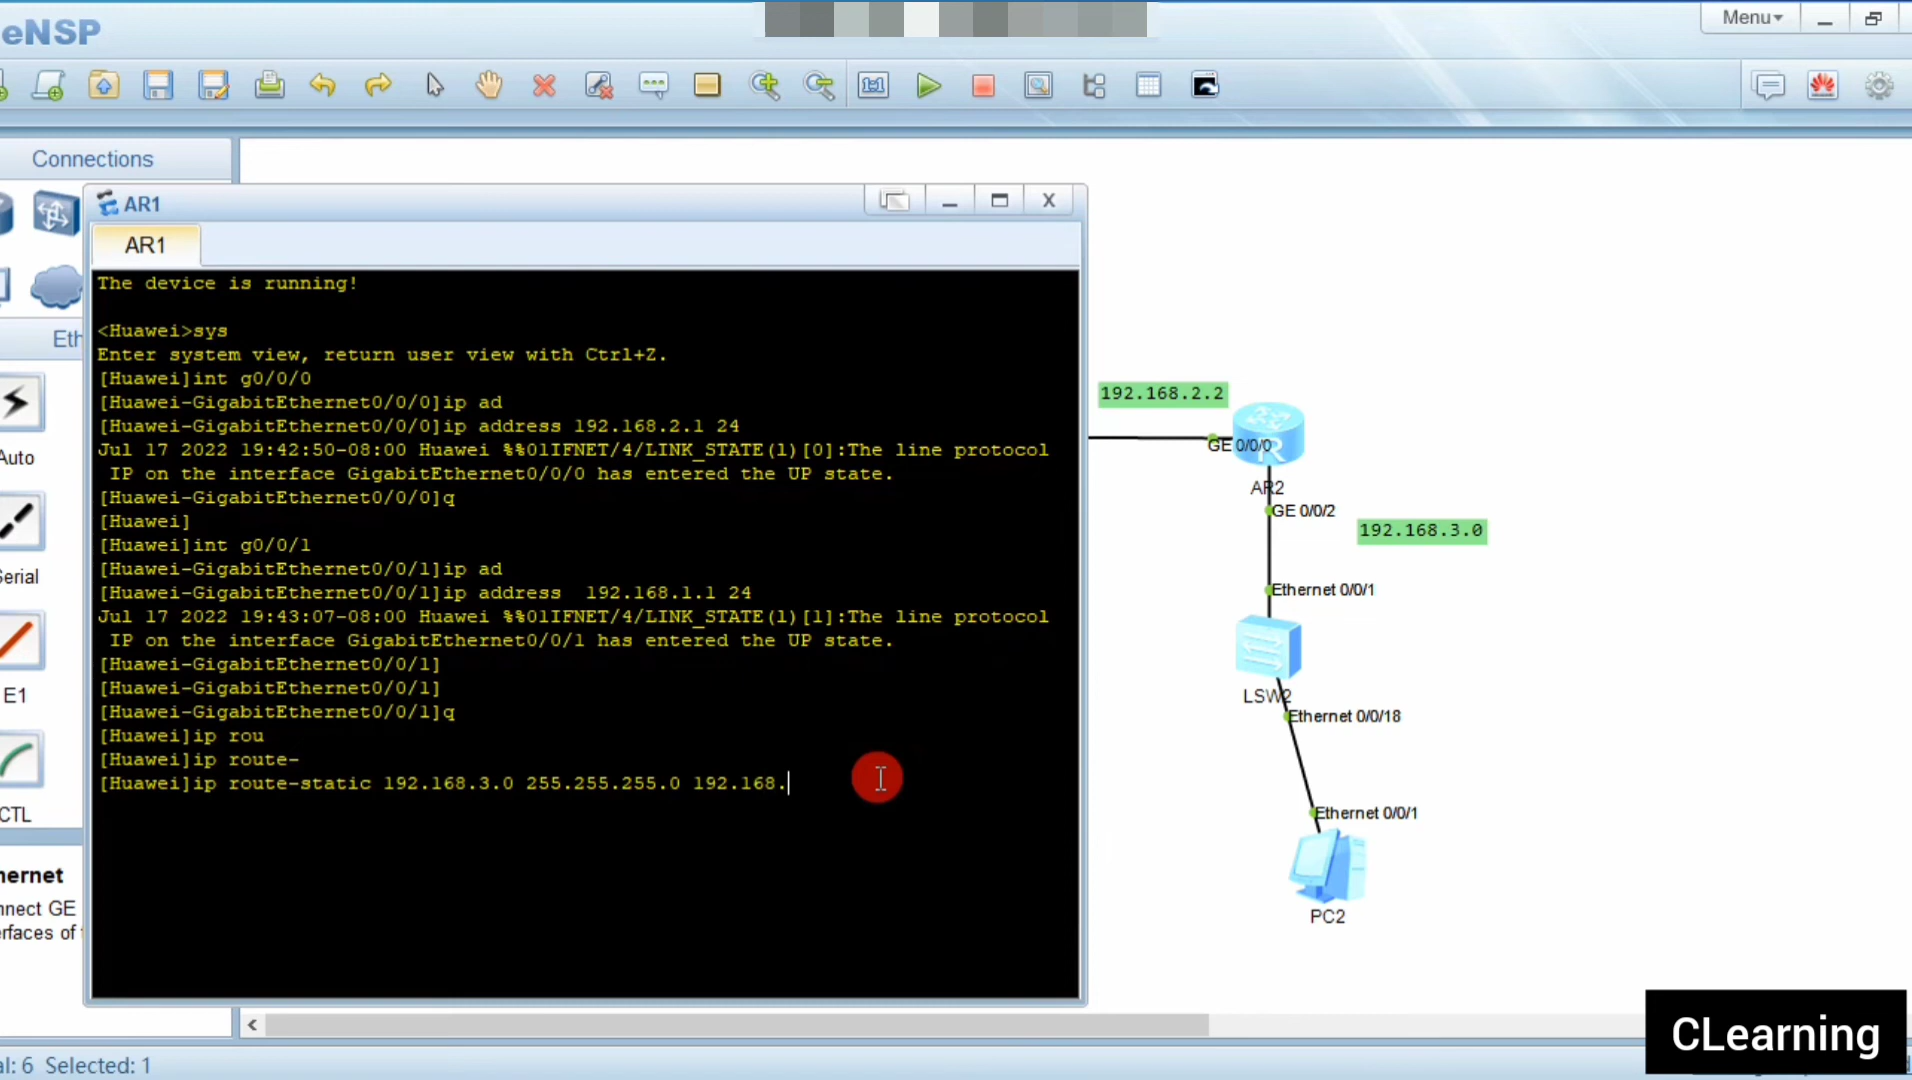 eNSP
Menu
1:1
Connections
AR1
AR1
The device is running!
<Huawei>sys
Enter system view, return user view with Ctrl+Z.
[Huawei]int g0/0/0
[Huawei-GigabitEthernet0/0/0]ip ad
[Huawei-GigabitEthernet0/0/0]ip address 192.168.2.1 24
Jul 17 2022 19:42:50-08:00 Huawei %%01IFNET/4/LINK_STATE(l)[0]:The line protocol
IP on the interface GigabitEthernet0/0/0 has entered the UP state.
[Huawei-GigabitEthernet0/0/0]q
[Huawei]
[Huawei]int g0/0/1
[Huawei-GigabitEthernet0/0/1]ip ad
[Huawei-GigabitEthernet0/0/1]ip address  192.168.1.1 24
Jul 17 2022 19:43:07-08:00 Huawei %%01IFNET/4/LINK_STATE(l)[1]:The line protocol
IP on the interface GigabitEthernet0/0/1 has entered the UP state.
[Huawei-GigabitEthernet0/0/1]
[Huawei-GigabitEthernet0/0/1]
[Huawei-GigabitEthernet0/0/1]q
[Huawei]ip rou
[Huawei]ip route-
[Huawei]ip route-static 192.168.3.0 255.255.255.0 192.168.
Eth
Auto
Serial
E1
CTL
hernet
nnect GE
erfaces of
192.168.2.2
GE 0/0/0
R
AR2
GE 0/0/2
192.168.3.0
Ethernet 0/0/1
LSW2
Ethernet 0/0/18
Ethernet 0/0/1
PC2
CLearning
al: 6 Selected: 1